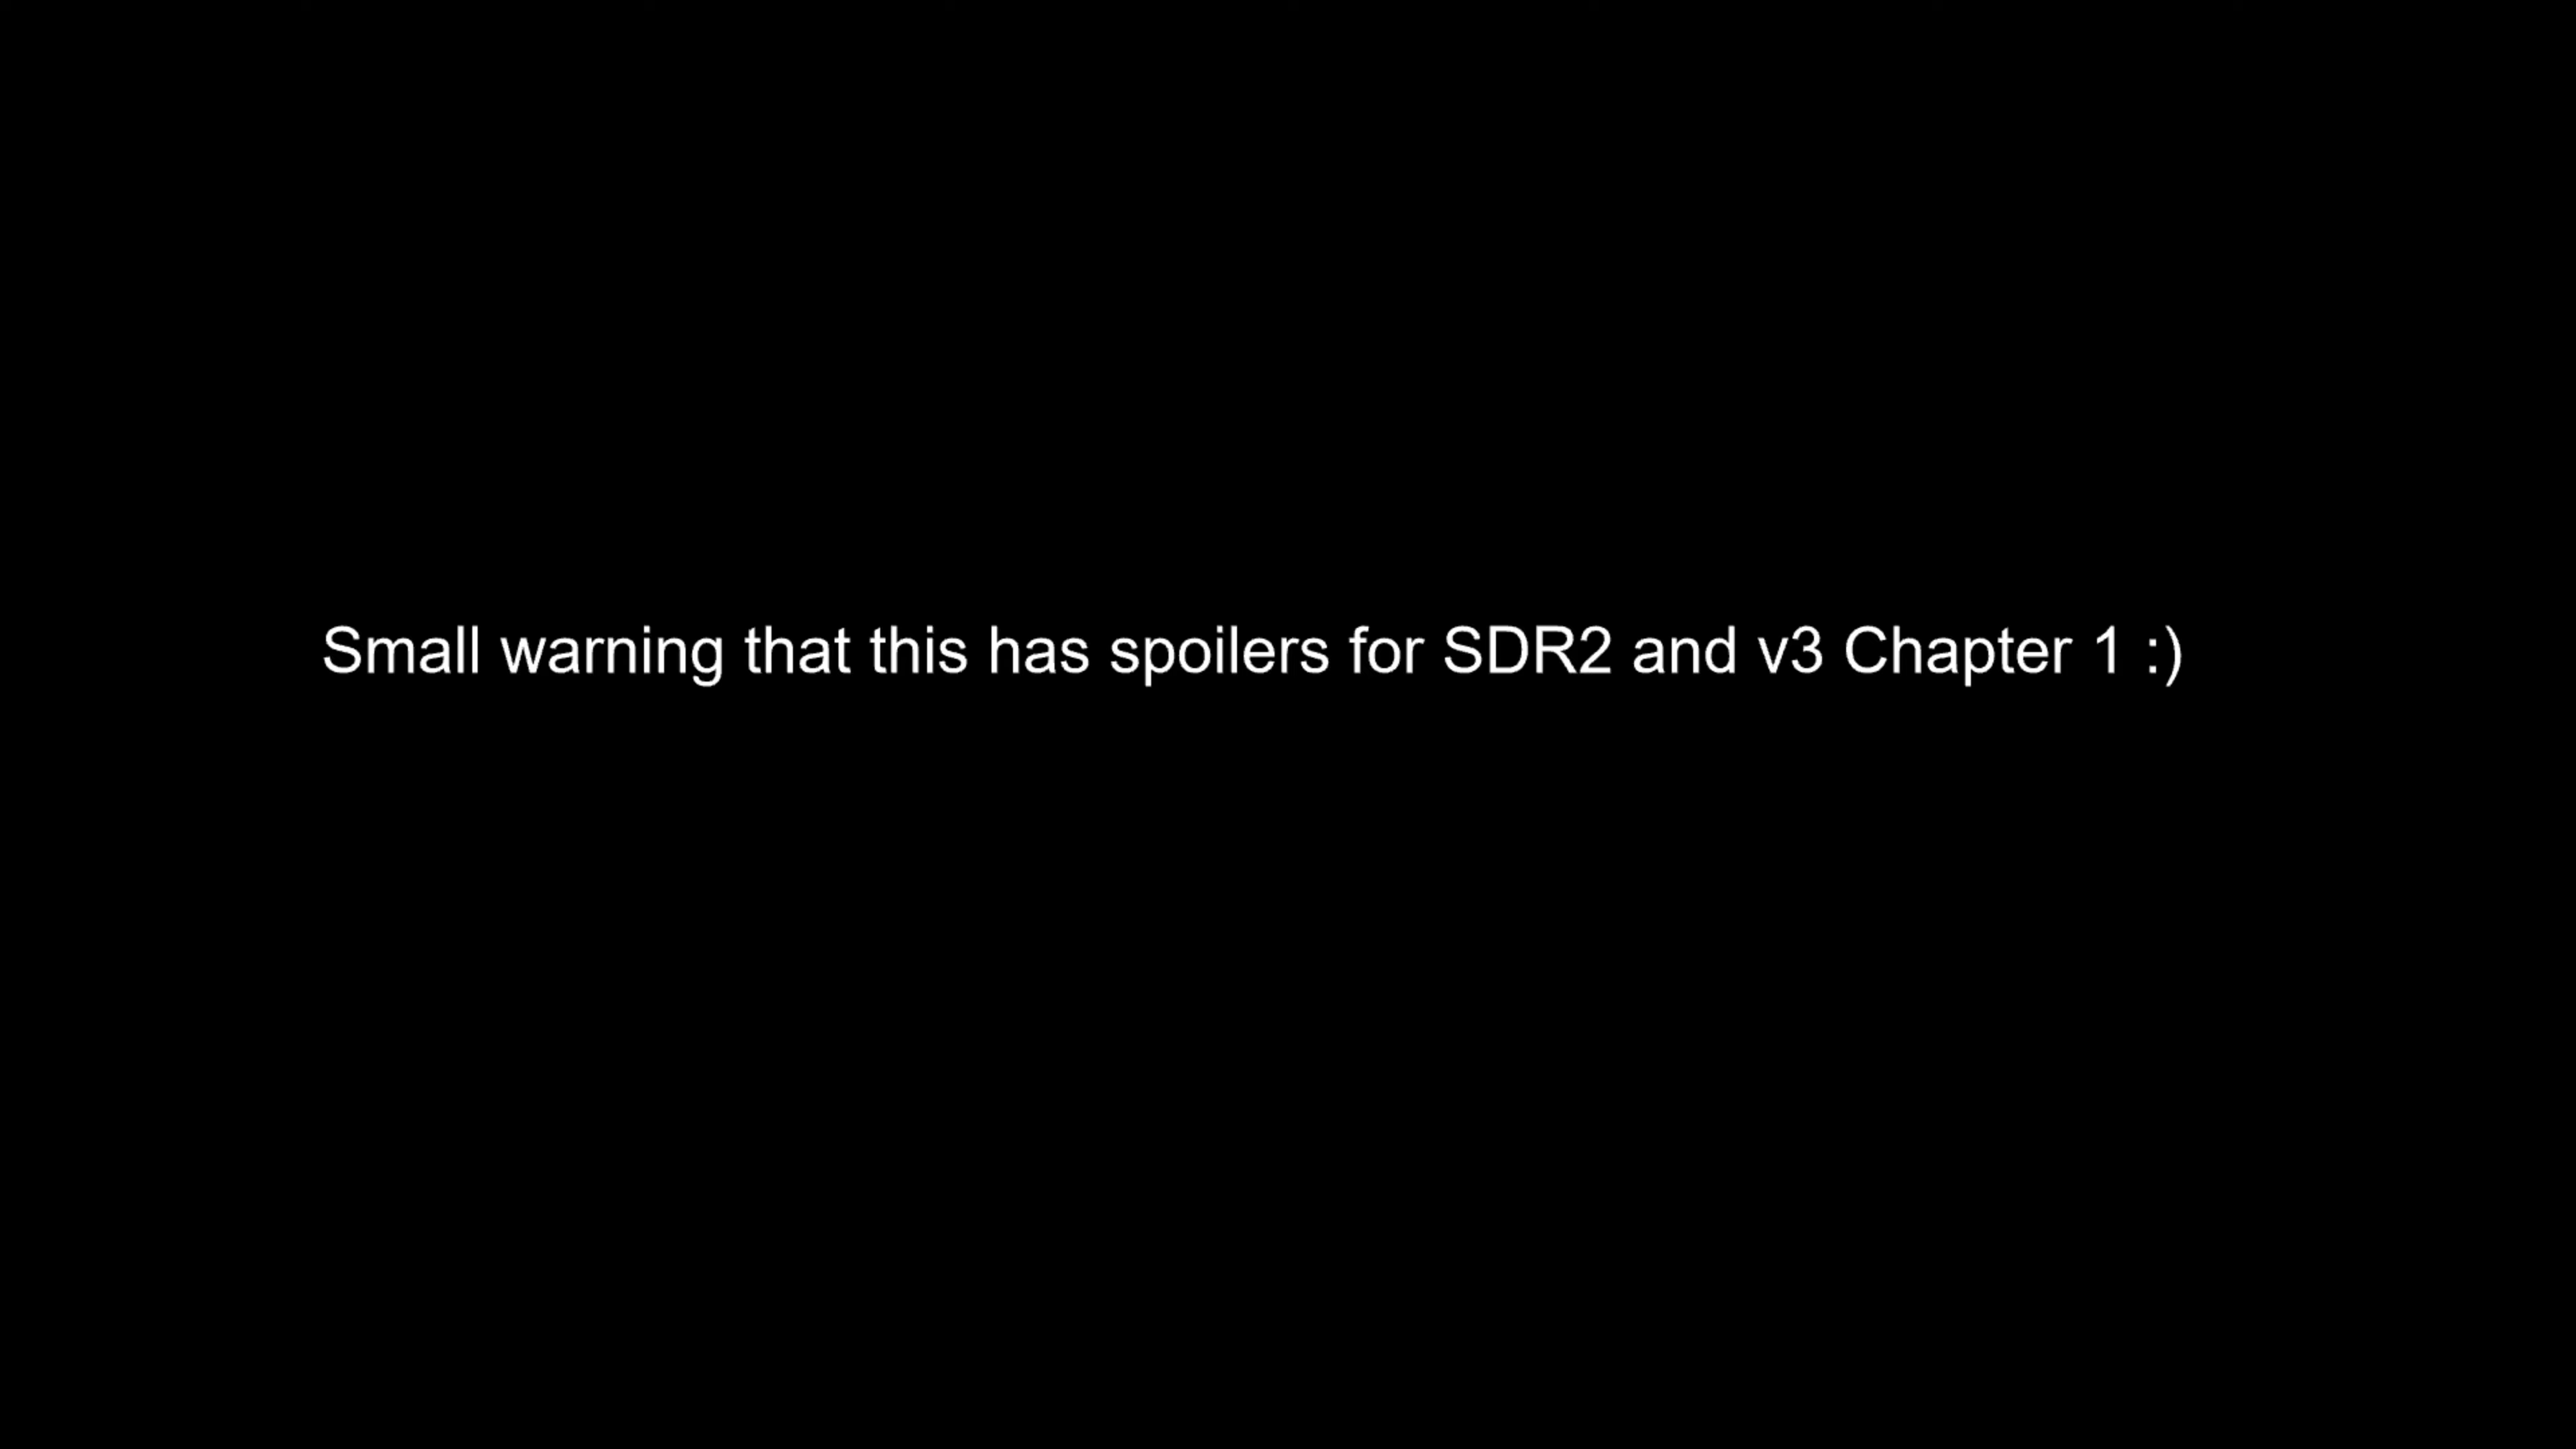 Small warning that this has spoilers for SDR2 and v3 Chapter 1 :)